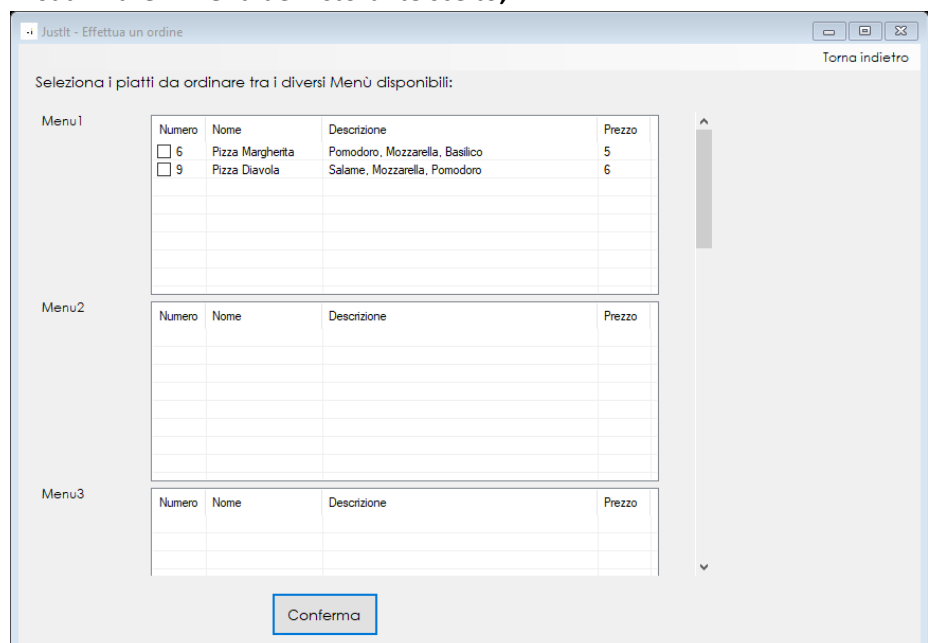 JustIt - Effettua un ordine
Torna indietro
Seleziona i piatti da ordinare tra i diversi Menù disponibili:
Menu1
Numero Nome Descrizione Prezzo
6 Pizza Margherita Pomodoro, Mozzarella, Basilico 5
9 Pizza Diavola Salame, Mozzarella, Pomodoro 6
Menu2
Numero Nome Descrizione Prezzo
Menu3
Numero Nome Descrizione Prezzo
Conferma